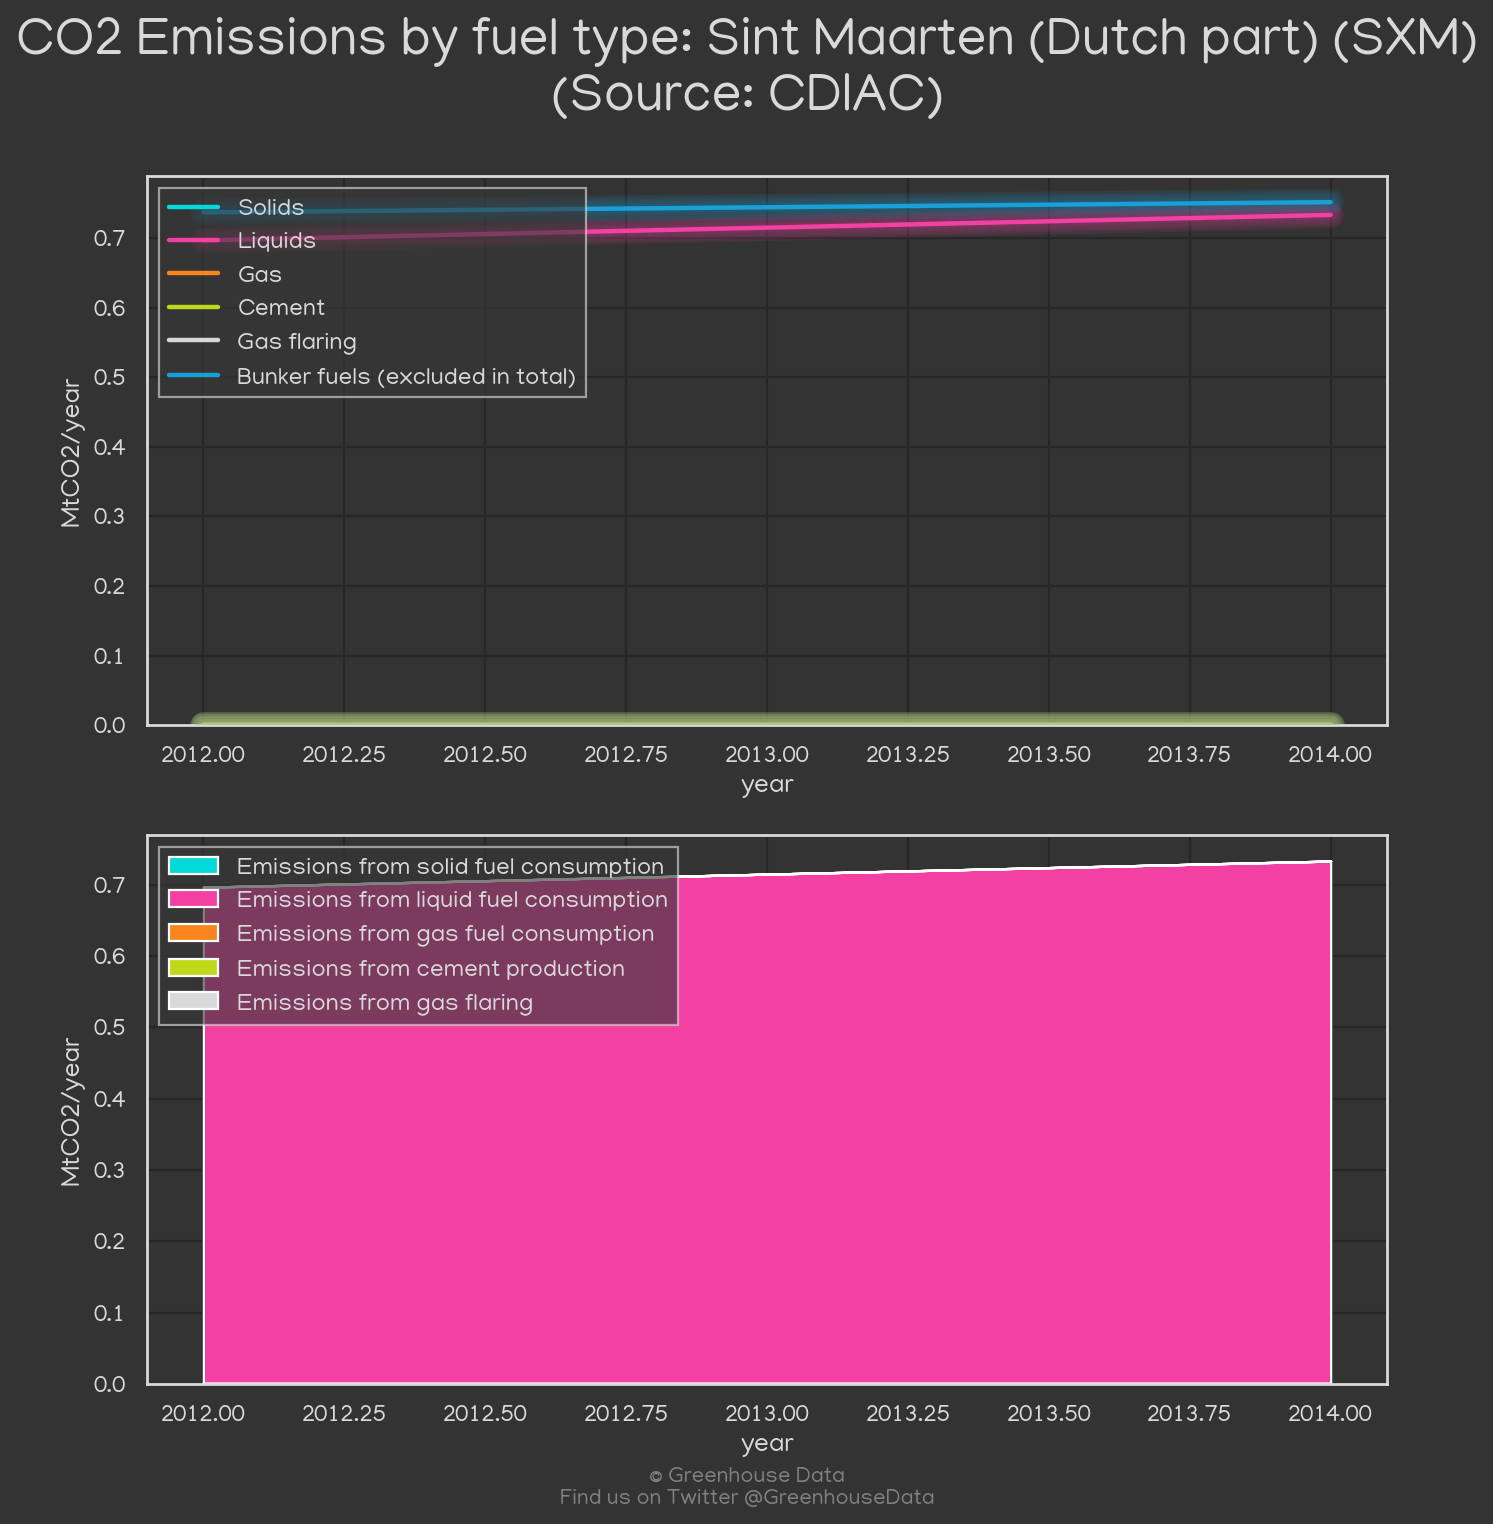 CO2 Emissions by fuel type: Sint Maarten (Dutch part) (SXM)
(Source: CDIAC)
Solids
Liquids
Gas
Cement
Gas flaring
Bunker fuels (excluded in total)
MtCO2/year
0.7
0.6
0.5
0.4
0.3
0.2
0.1
0.0
2012.00 2012.25 2012.50 2012.75 2013.00 2013.25 2013.50 2013.75 2014.00
year
Emissions from solid fuel consumption
Emissions from liquid fuel consumption
Emissions from gas fuel consumption
Emissions from cement production
Emissions from gas flaring
MtCO2/year
0.7
0.6
0.5
0.4
0.3
0.2
0.1
0.0
2012.00 2012.25 2012.50 2012.75 2013.00 2013.25 2013.50 2013.75 2014.00
year
© Greenhouse Data
Find us on Twitter @GreenhouseData